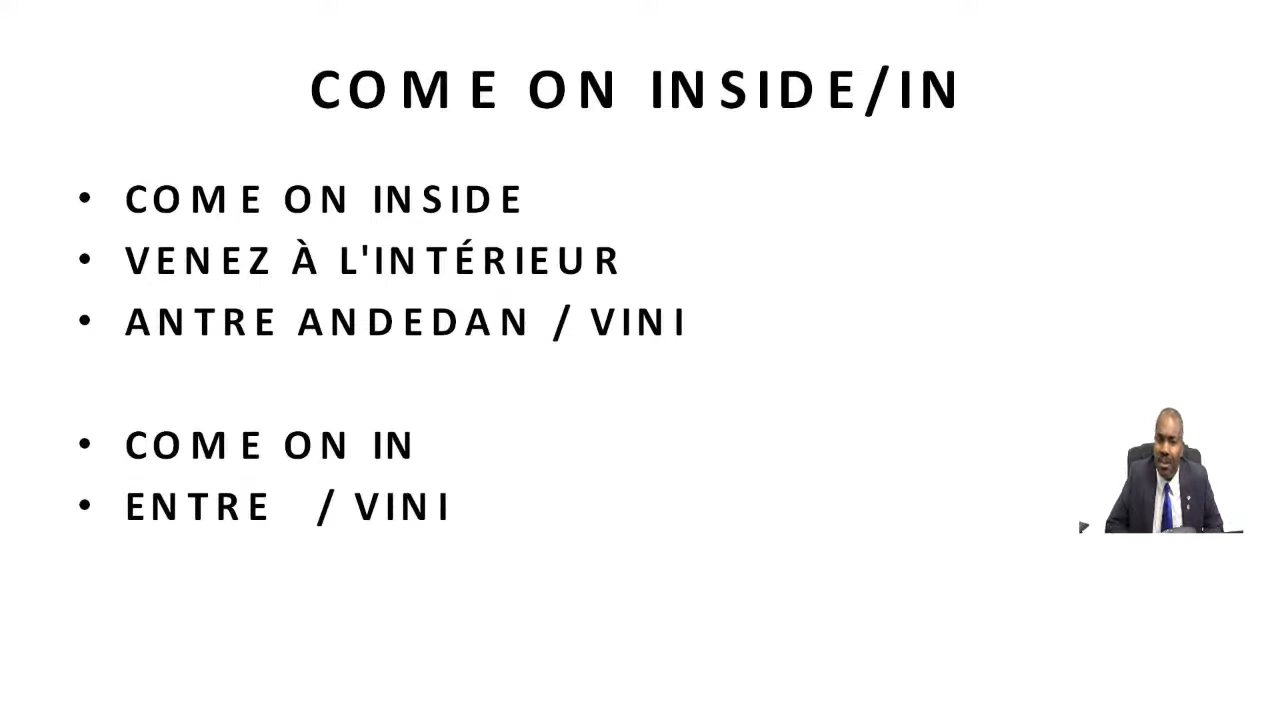 COME ON INSIDE/IN
• COME ON INSIDE
• VENEZ À L'INTÉRIEUR
• ANTRE ANDEDAN / VINI
• COME ON IN
• ENTRE / VINI